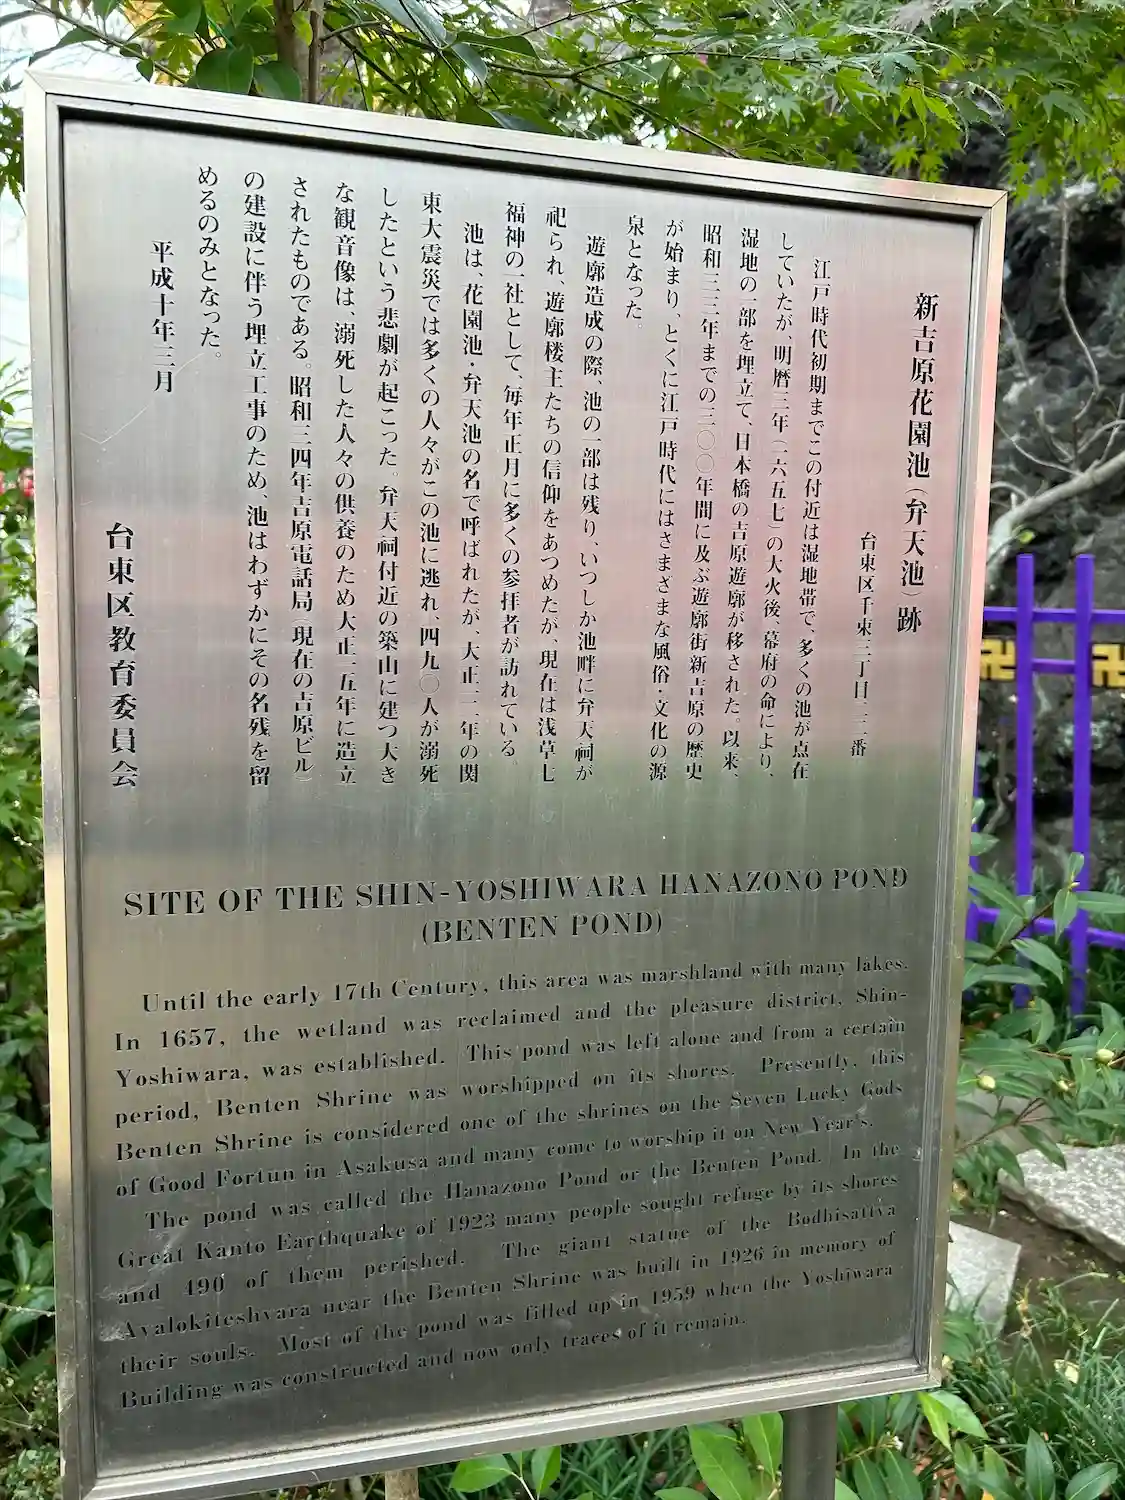 新吉原花園池(弁天池)跡
台東区千束三丁目二二番
江戸時代初期までこの付近は湿地帯で、多くの池が点在
していたが、明暦三年(一六五七)の大火後、幕府の命により、
湿地の一部を埋立て、日本橋の吉原遊廓が移された。以来、
昭和三三年までの三〇〇年間に及ぶ遊廓街新吉原の歴史
が始まり、とくに江戸時代にはさまざまな風俗・文化の源
泉となった。
遊廓造成の際、池の一部は残り、いつしか池畔に弁天祠が
祀られ、遊廓楼主たちの信仰をあつめたが、現在は浅草七
福神の一社として、毎年正月に多くの参拝者が訪れている。
池は、花園池・弁天池の名で呼ばれたが、大正一二年の関
東大震災では多くの人々がこの池に逃れ、四九〇人が溺死
したという悲劇が起こった。弁天祠付近の築山に建つ大き
な観音像は、溺死した人々の供養のため大正一五年に造立
されたものである。昭和三四年吉原電話局(現在の吉原ビル)
の建設に伴う埋立工事のため、池はわずかにその名残を留
めるのみとなった。
平成十年三月
台東区教育委員会
SITE OF THE SHIN-YOSHIWARA HANAZONO POND
(BENTEN POND)
Until the early 17th Century, this area was marshland with many lakes.
In 1657, the wetland was reclaimed and the pleasure district, Shin-
Yoshiwara, was established. This pond was left alone and from a certain
period, Benten Shrine was worshipped on its shores. Presently, this
Benten Shrine is considered one of the shrines on the Seven Lucky Gods
of Good Fortun in Asakusa and many come to worship it on New Year's.
The pond was called the Hanazono Pond or the Benten Pond. In the
Great Kanto Earthquake of 1923 many people sought refuge by its shores
and 490 of them perished. The giant statue of the Bodhisattva
Avalokiteshvara near the Benten Shrine was built in 1926 in memory of
their souls. Most of the pond was filled up in 1959 when the Yoshiwara
Building was constructed and now only traces of it remain.